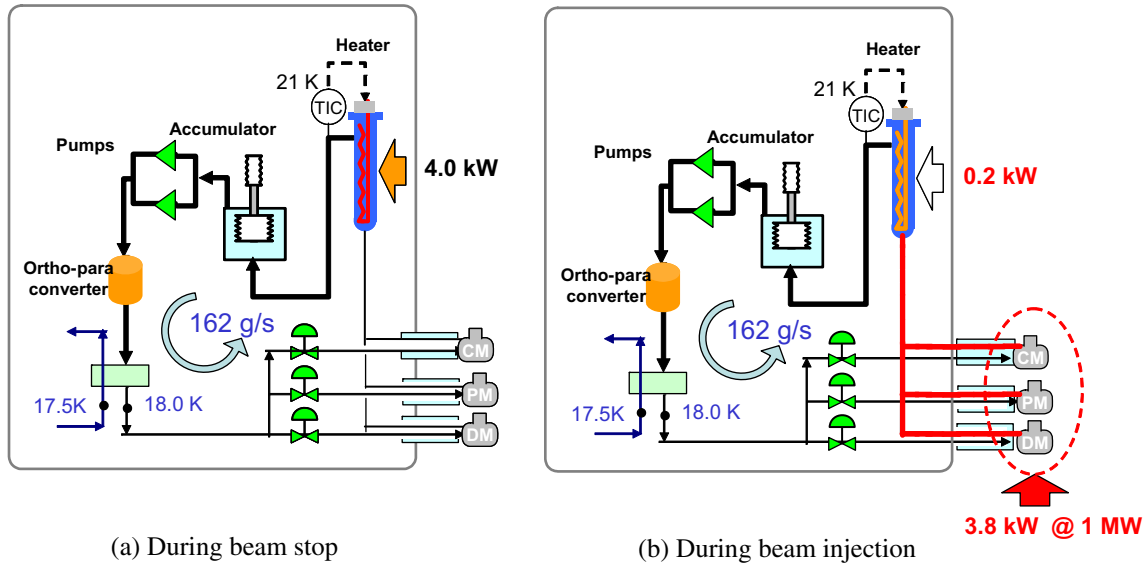 Heater
21 K
TIC
Accumulator
Pumps
4.0 kW
Ortho-para
converter
162 g/s
CM
17.5K
18.0 K
PM
DM
(a) During beam stop
Heater
21 K
TIC
Accumulator
Pumps
0.2 kW
Ortho-para
converter
162 g/s
CM
17.5K
18.0 K
PM
DM
3.8 kW @ 1 MW
(b) During beam injection